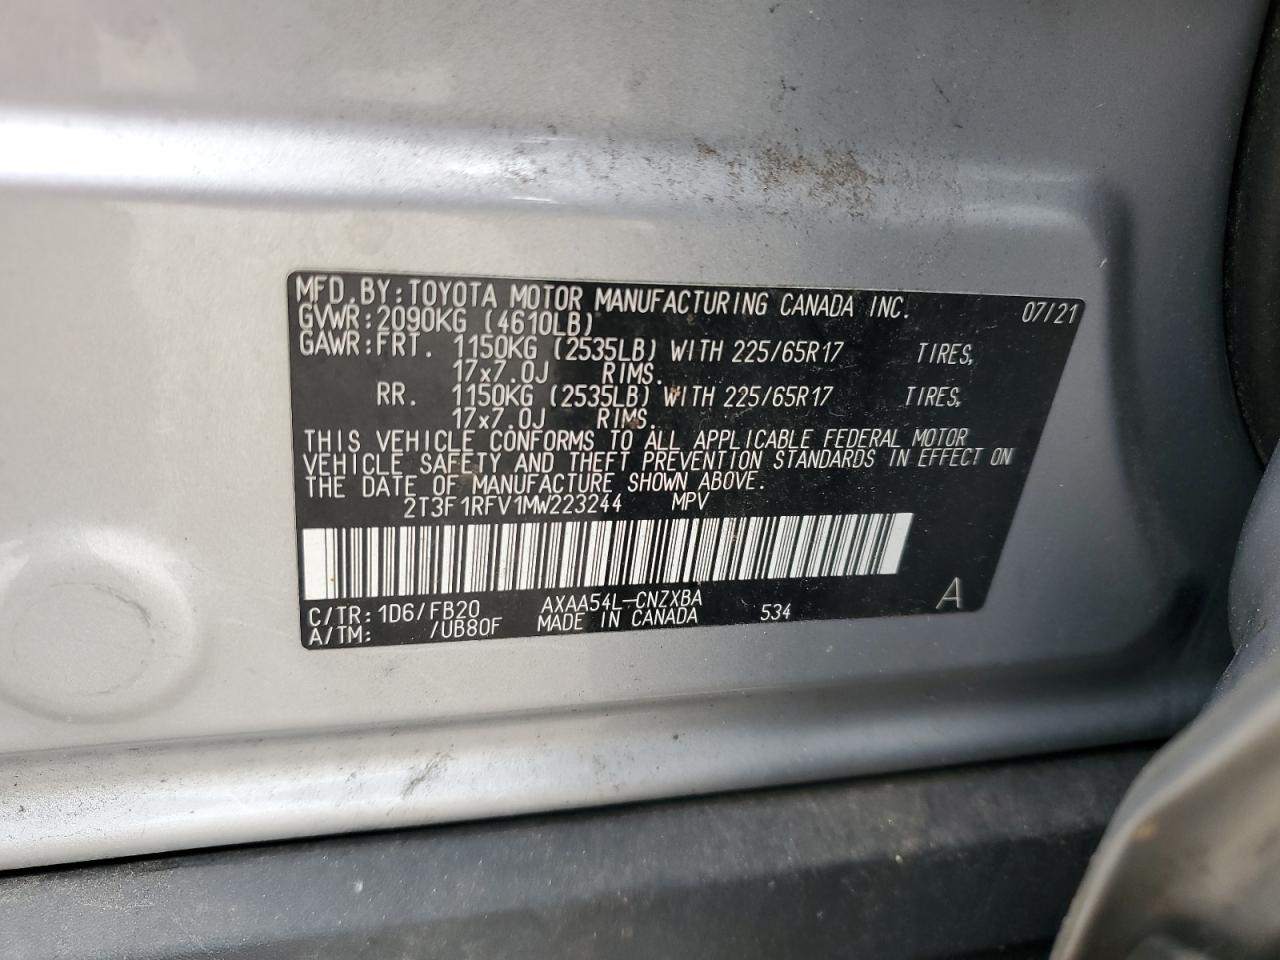 MFD.BY:TOYOTA MOTOR MANUFACTURING CANADA INC. 07/21
GVWR:2090KG (4610LB)
GAWR:FRT. 1150KG (2535LB) WITH 225/65R17 TIRES,
17x7.0J RIMS.
RR. 1150KG (2535LB) WITH 225/65R17 TIRES,
17x7.0J RIMS.
THIS VEHICLE CONFORMS TO ALL APPLICABLE FEDERAL MOTOR
VEHICLE SAFETY AND THEFT PREVENTION STANDARDS IN EFFECT ON
THE DATE OF MANUFACTURE SHOWN ABOVE.
2T3F1RFV1MW223244 MPV
C/TR:1D6/FB20 AXAA54L-CNZXBA A
A/TM: /UB80F MADE IN CANADA 534